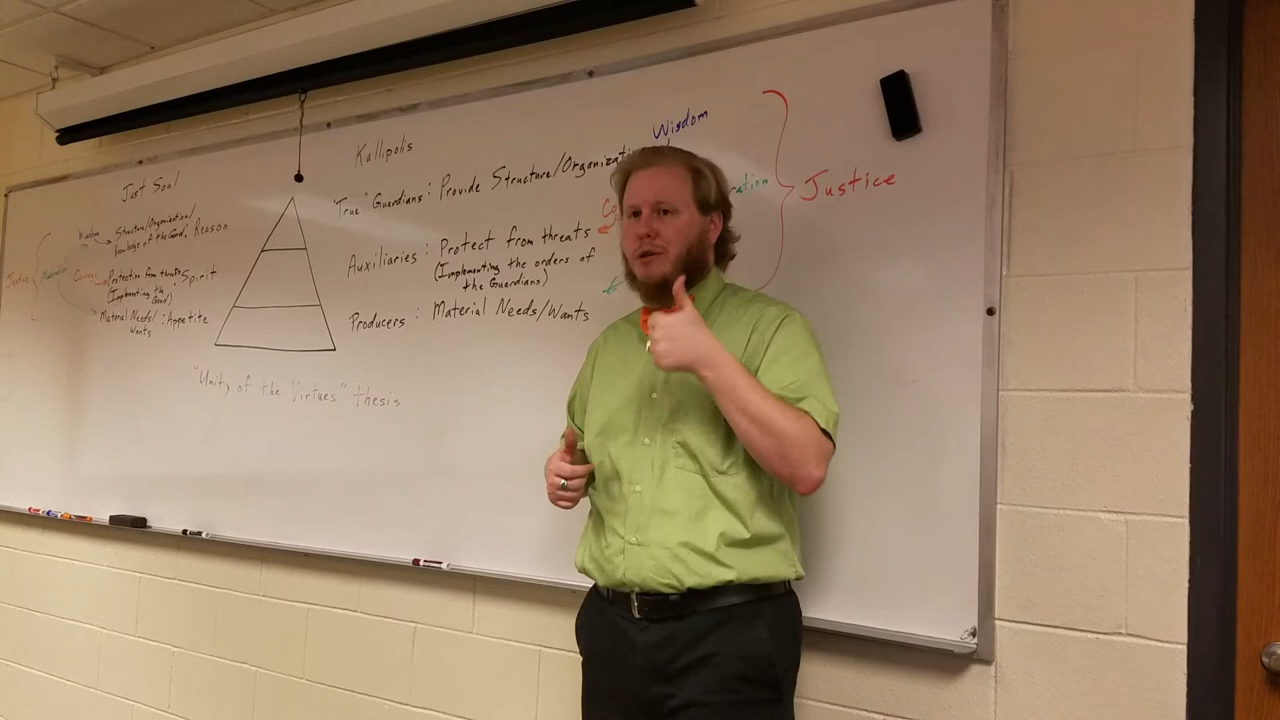 Just Soul
Wisdom
Structure/Organization/
Knowledge of the Good: Reason
Justice
Moderation
Courage
Protection from threats
(Implementing the
Good)
: Spirit
Material Needs/
Wants
: Appetite
Kallipolis
Wisdom
"True" Guardians: Provide Structure/
Auxiliaries: Protect from threats
(Implementing the orders of
the Guardians)
Producers: Material Needs/Wants
Justice
"Unity of the Virtues" thesis